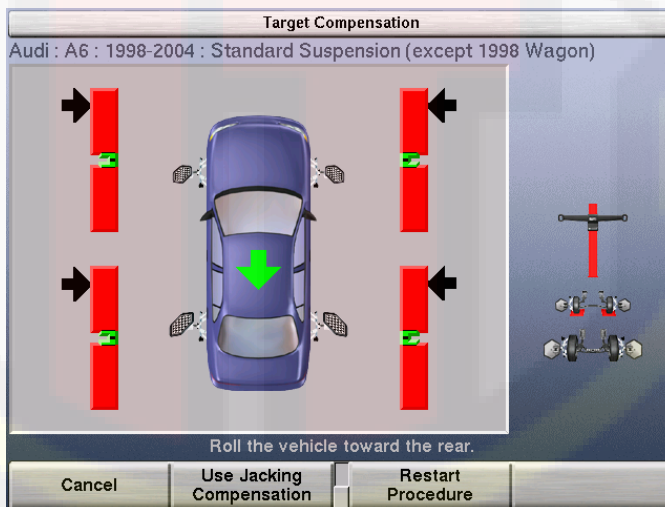 Target Compensation
Audi : A6 : 1998-2004 : Standard Suspension (except 1998 Wagon)
Roll the vehicle toward the rear.
Cancel
Use Jacking
Compensation
Restart
Procedure